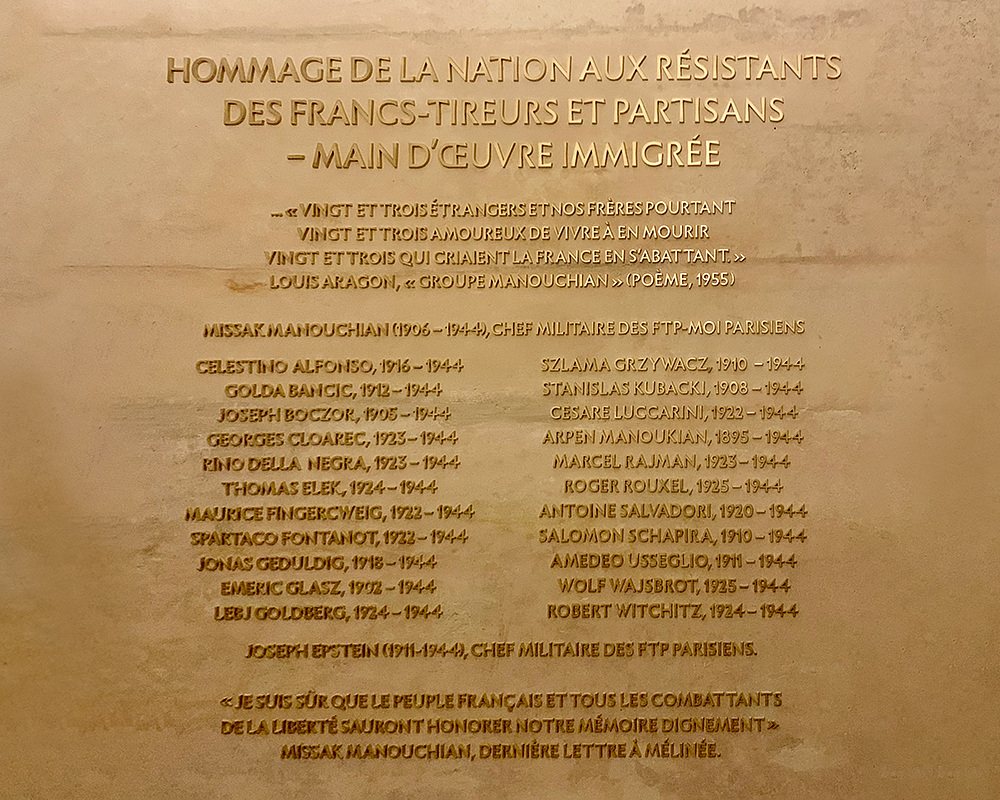 HOMMAGE DE LA NATION AUX RÉSISTANTS
DES FRANCS-TIREURS ET PARTISANS
– MAIN D'ŒUVRE IMMIGRÉE
... « VINGT ET TROIS ÉTRANGERS ET NOS FRÈRES POURTANT
VINGT ET TROIS AMOUREUX DE VIVRE À EN MOURIR
VINGT ET TROIS QUI CRIAIENT LA FRANCE EN S'ABATTANT. »
LOUIS ARAGON, « GROUPE MANOUCHIAN » (POÈME, 1955)
MISSAK MANOUCHIAN (1906 – 1944), CHEF MILITAIRE DES FTP-MOI PARISIENS
CELESTINO ALFONSO, 1916 – 1944
GOLDA BANCIC, 1912 – 1944
JOSEPH BOCZOR, 1905 – 1944
GEORGES CLOAREC, 1923 – 1944
RINO DELLA NEGRA, 1923 – 1944
THOMAS ELEK, 1924 – 1944
MAURICE FINGERCWEIG, 1922 – 1944
SPARTACO FONTANOT, 1922 – 1944
JONAS GEDULDIG, 1918 – 1944
EMERIC GLASZ, 1902 – 1944
LEBJ GOLDBERG, 1924 – 1944
SZLAMA GRZYWACZ, 1910 – 1944
STANISLAS KUBACKI, 1908 – 1944
CESARE LUCCARINI, 1922 – 1944
ARPEN MANOUKIAN, 1895 – 1944
MARCEL RAJMAN, 1923 – 1944
ROGER ROUXEL, 1925 – 1944
ANTOINE SALVADORI, 1920 – 1944
SALOMON SCHAPIRA, 1910 – 1944
AMEDEO USSEGLIO, 1911 – 1944
WOLF WAJSBROT, 1925 – 1944
ROBERT WITCHITZ, 1924 – 1944
JOSEPH EPSTEIN (1911-1944), CHEF MILITAIRE DES FTP PARISIENS.
« JE SUIS SÛR QUE LE PEUPLE FRANÇAIS ET TOUS LES COMBATTANTS
DE LA LIBERTÉ SAURONT HONORER NOTRE MÉMOIRE DIGNEMENT »
MISSAK MANOUCHIAN, DERNIÈRE LETTRE À MÉLINÉE.